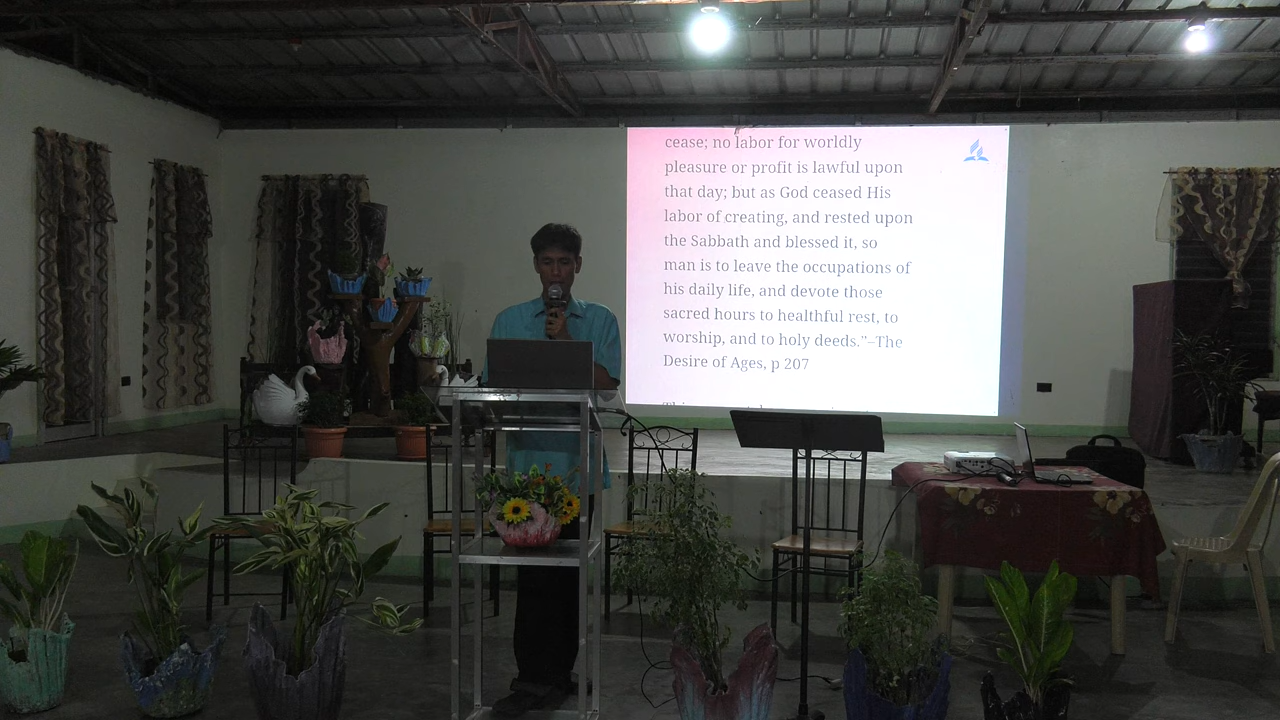 cease; no labor for worldly
pleasure or profit is lawful upon
that day; but as God ceased His
labor of creating, and rested upon
the Sabbath and blessed it, so
man is to leave the occupations of
his daily life, and devote those
sacred hours to healthful rest, to
worship, and to holy deeds."–The
Desire of Ages, p 207